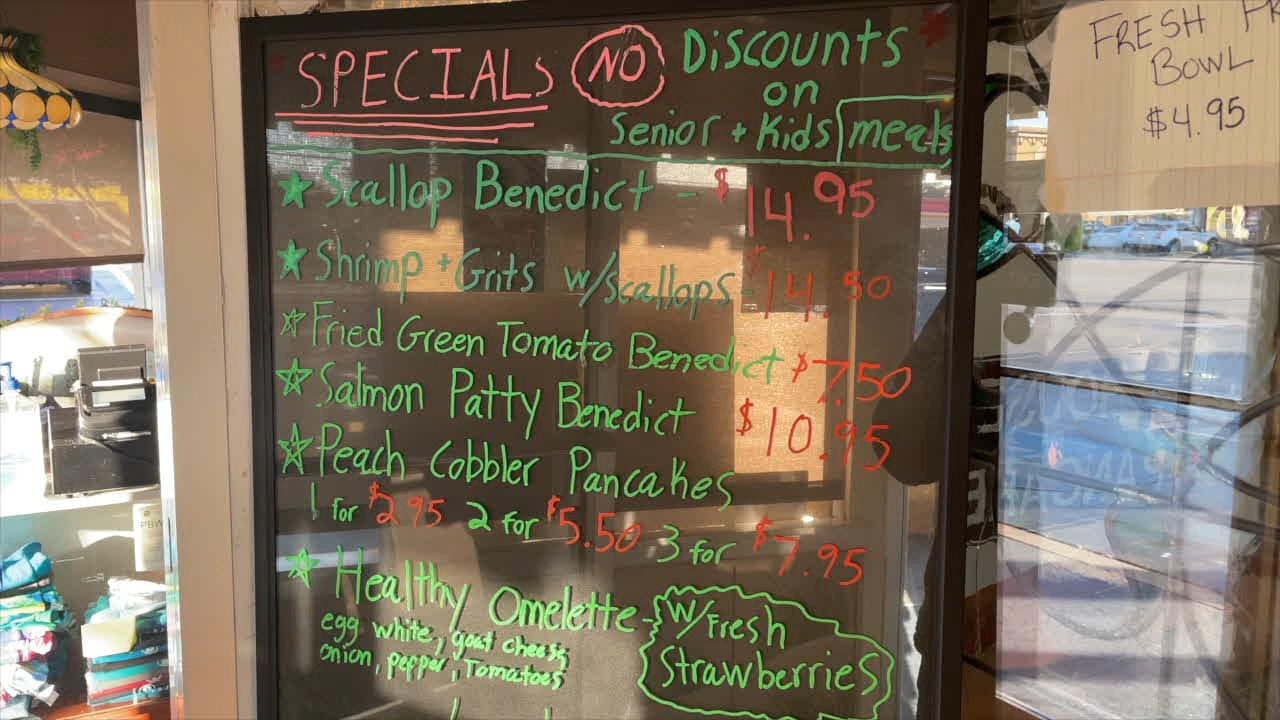 SPECIALS NO Discounts
on
Senior + Kids meals
Scallop Benedict - $14.95
Shrimp + Grits w/scallops - $14.50
Fried Green Tomato Benedict $7.50
Salmon Patty Benedict $10.95
Peach Cobbler Pancakes
1 for $2.95 2 for $5.50 3 for $7.95
Healthy Omelette - w/Fresh
Strawberries
egg white, goat cheese,
onion, pepper, Tomatoes
FRESH
BOWL
$4.95